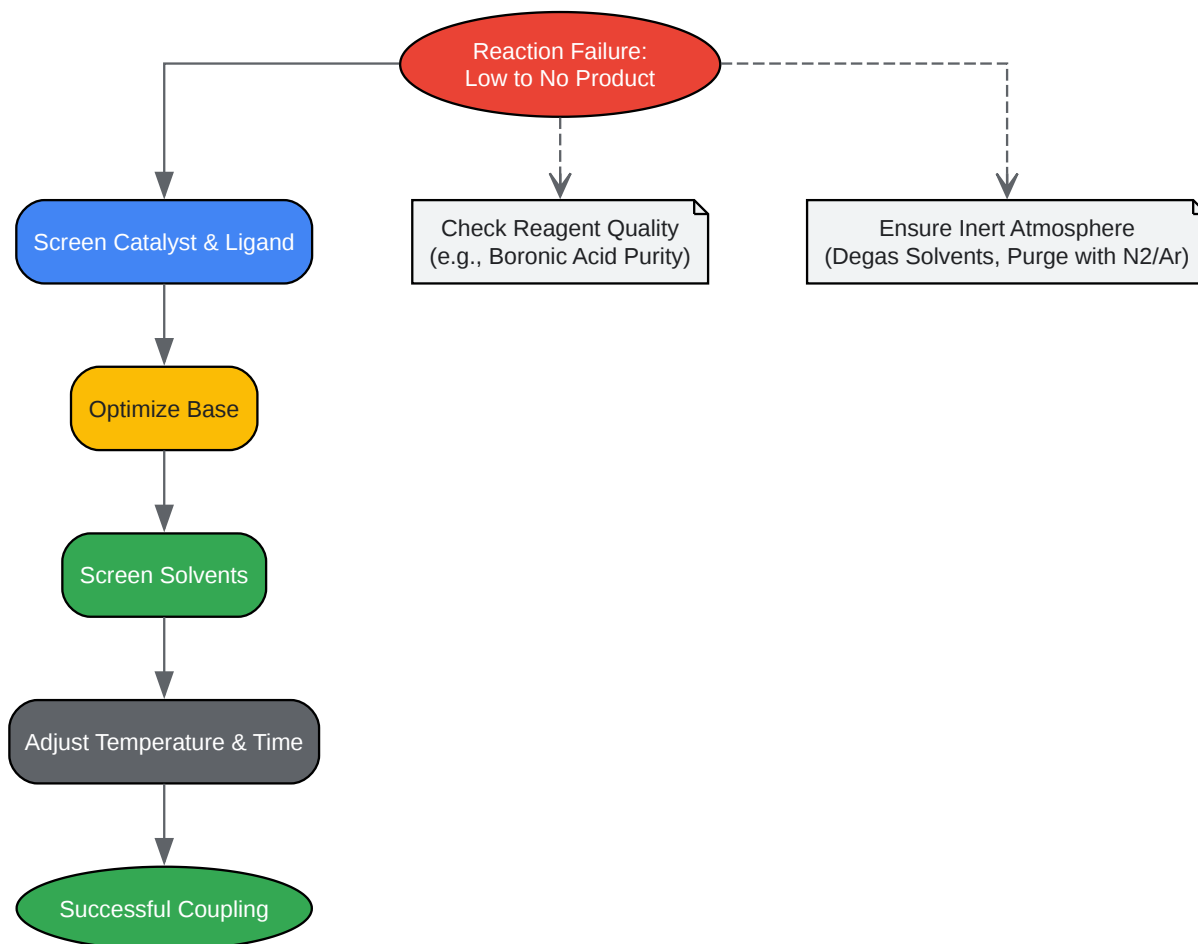 Reaction Failure:
Low to No Product
Screen Catalyst & Ligand
Check Reagent Quality
(e.g., Boronic Acid Purity)
Ensure Inert Atmosphere
(Degas Solvents, Purge with N2/Ar)
Optimize Base
Screen Solvents
Adjust Temperature & Time
Successful Coupling